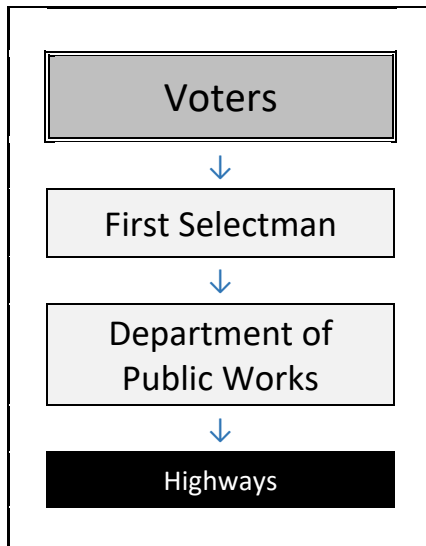 Voters
↓
First Selectman
↓
Department of
Public Works
↓
Highways